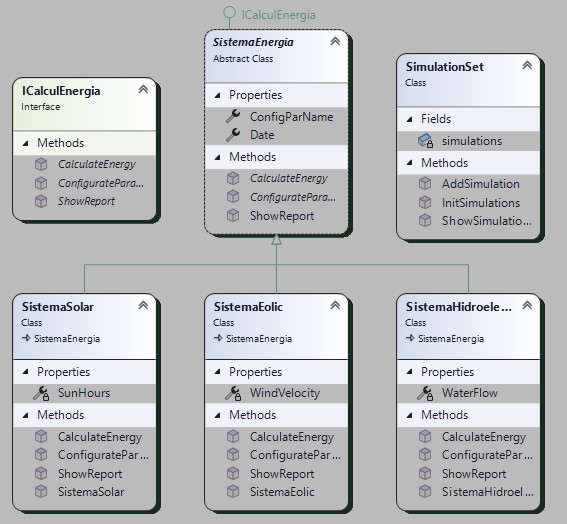 ICalculEnergia
ICalculEnergia
Interface
Methods
CalculateEnergy
ConfiguratePara...
ShowReport
SistemaEnergia
Abstract Class
Properties
ConfigParName
Date
Methods
CalculateEnergy
ConfigurateParam...
ShowReport
SimulationSet
Class
Fields
simulations
Methods
AddSimulation
InitSimulations
ShowSimulatio...
SistemaSolar
Class
SistemaEnergia
Properties
SunHours
Methods
CalculateEnergy
ConfiguratePar...
ShowReport
SistemaSolar
SistemaEolic
Class
SistemaEnergia
Properties
WindVelocity
Methods
CalculateEnergy
ConfiguratePar...
ShowReport
SistemaEolic
SistemaHidroele...
Class
SistemaEnergia
Properties
WaterFlow
Methods
CalculateEnergy
ConfiguratePar...
ShowReport
SistemaHidroel...